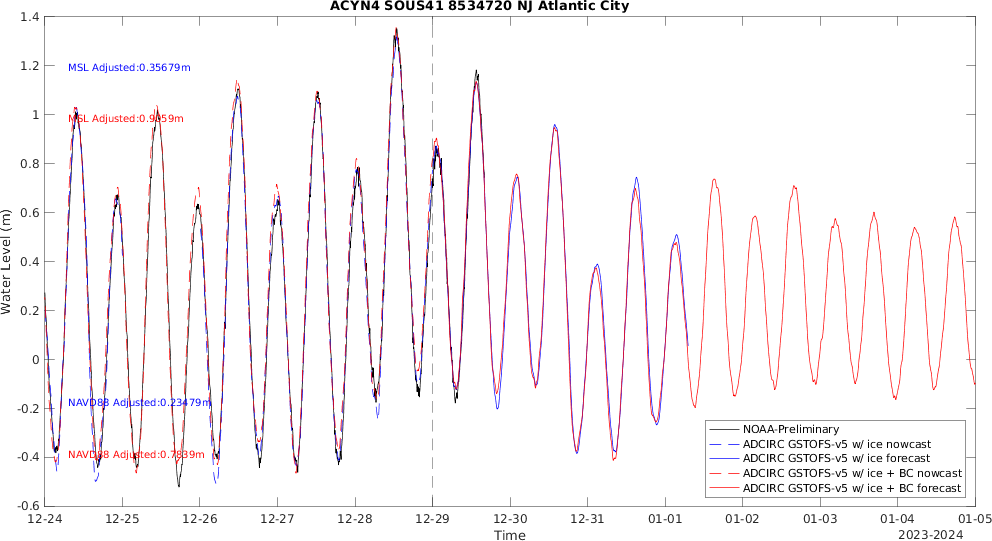 ACYN4 SOUS41 8534720 NJ Atlantic City
Water Level (m)
1.4
1.2
1
0.8
0.6
0.4
0.2
0
-0.2
-0.4
-0.6
MSL Adjusted:0.35679m
MSL
NAVD88 Adjusted:0.23479m
NAVD88 Adjusted:0.7839m
NOAA-Preliminary
ADCIRC GSTOFS-v5 w/ ice nowcast
ADCIRC GSTOFS-v5 w/ ice forecast
ADCIRC GSTOFS-v5 w/ ice + BC nowcast
ADCIRC GSTOFS-v5 w/ ice + BC forecast
12-24 12-25 12-26 12-27 12-28 12-29 12-30 12-31 01-01 01-02 01-03 01-04 01-05
Time
2023-2024